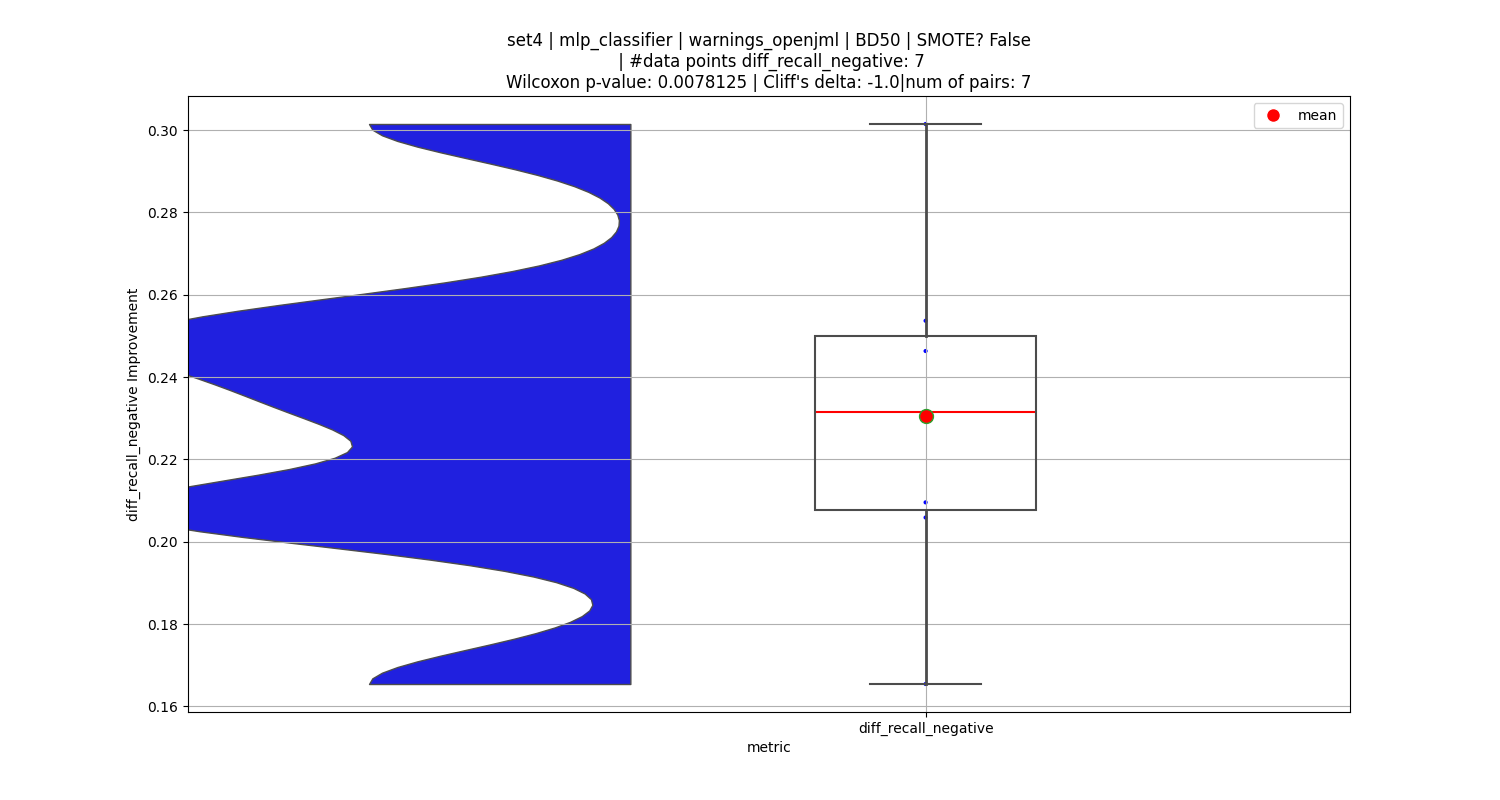 set4 | mlp_classifier | warnings_openjml | BD50 | SMOTE? False
| #data points diff_recall_negative: 7
Wilcoxon p-value: 0.0078125 | Cliff's delta: -1.0|num of pairs: 7
mean
0.30
0.28
0.26
0.24
0.22
0.20
0.18
0.16
diff_recall_negative Improvement
diff_recall_negative
metric